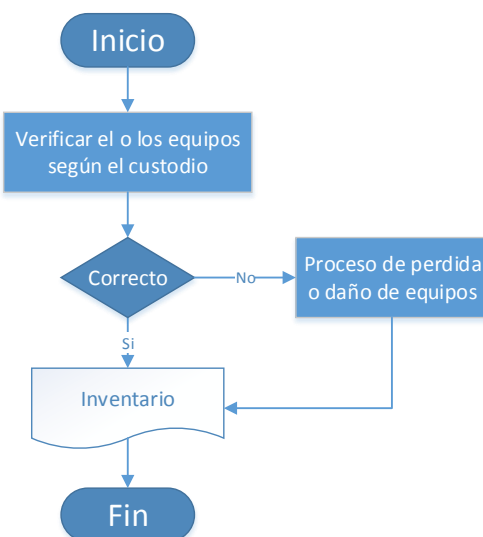 Inicio
Verificar el o los equipos
según el custodio
Correcto
No
Proceso de perdida
o daño de equipos
Si
Inventario
Fin